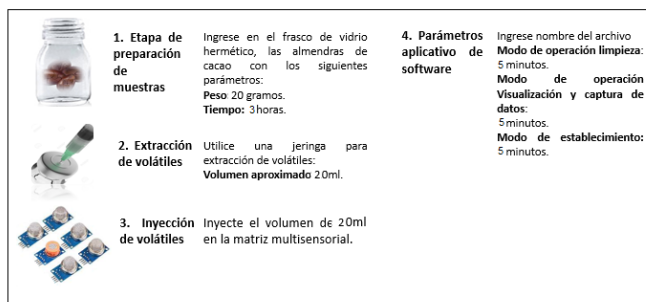 1. Etapa de
preparación
de
muestras
Ingrese en el frasco de vidrio
hermético, las almendras de
cacao con los siguientes
parámetros:
Peso: 20 gramos.
Tiempo: 3 horas.
2. Extracción
de volátiles
Utilice una jeringa para
extracción de volátiles:
Volumen aproximado 20ml.
3. Inyección
de volátiles
Inyecte el volumen de 20ml
en la matriz multisensorial.
4. Parámetros
aplicativo de
software
Ingrese nombre del archivo
Modo de operación limpieza:
5 minutos.
Modo de operación
Visualización y captura de
datos:
5 minutos.
Modo de establecimiento:
5 minutos.